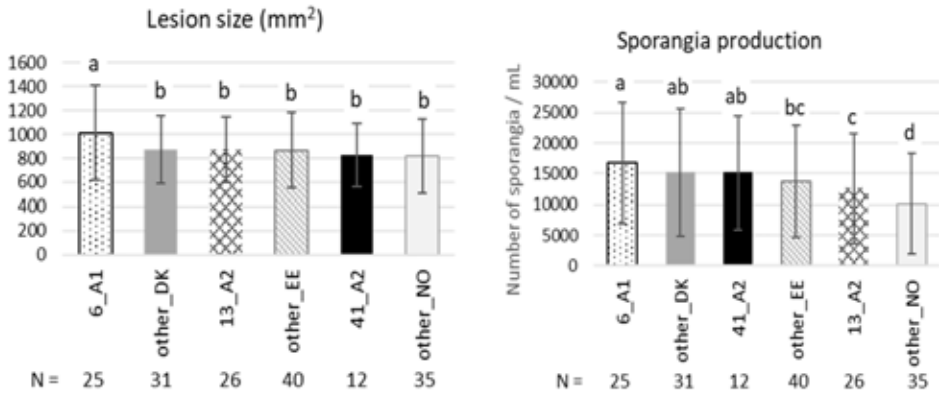 Lesion size (mm²)
1600
1400
1200
1000
800
600
400
200
0
a b b b b b
6_A1 other_DK 13_A2 other_EE 41_A2 other_NO
N = 25 31 26 40 12 35
Sporangia production
Number of sporangia / mL
30000
25000
20000
15000
10000
5000
0
a ab ab bc c d
6_A1 other_DK 41_A2 other_EE 13_A2 other_NO
N = 25 31 12 40 26 35